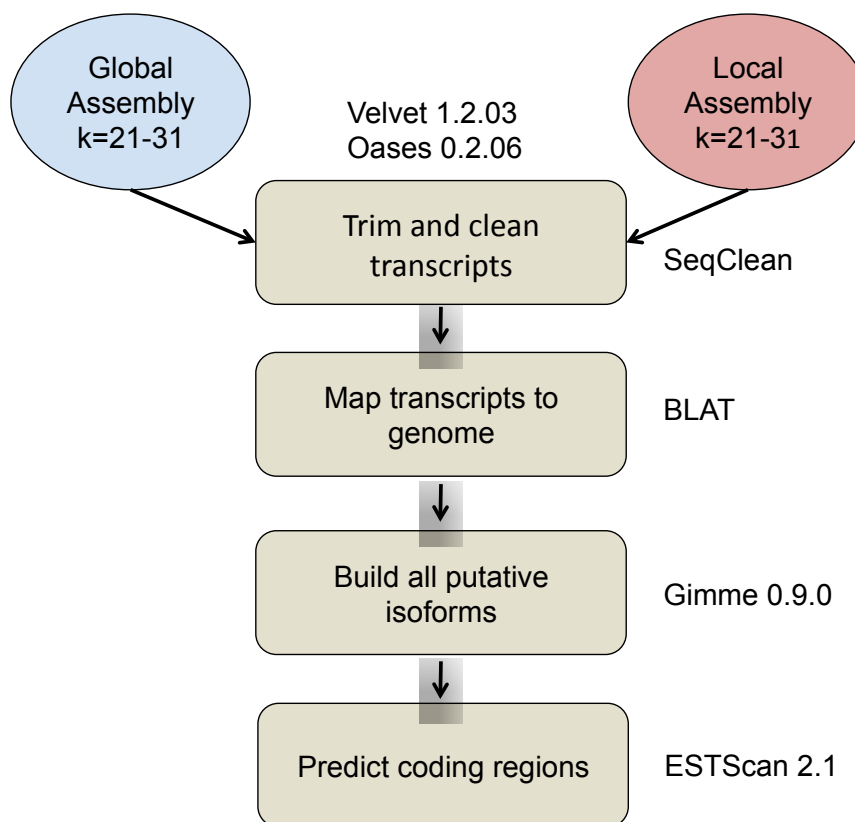 Global
Assembly
k=21-31
Velvet 1.2.03
Oases 0.2.06
Local
Assembly
k=21-31
Trim and clean
transcripts
SeqClean
Map transcripts to
genome
BLAT
Build all putative
isoforms
Gimme 0.9.0
Predict coding regions
ESTScan 2.1